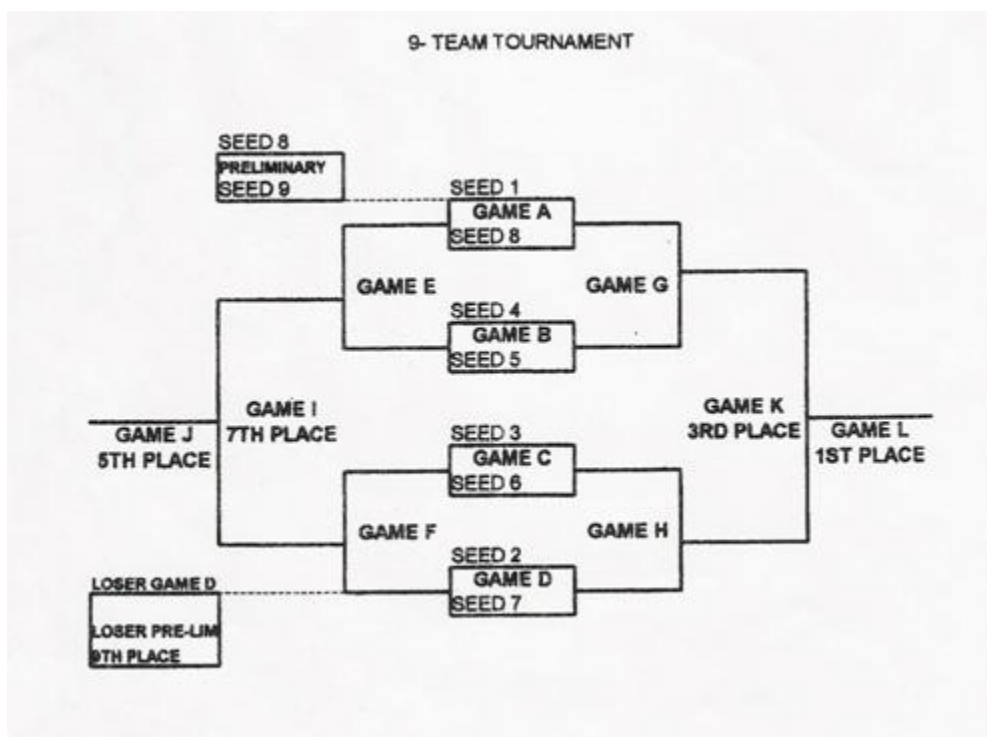 9- TEAM TOURNAMENT
SEED 8
PRELIMINARY
SEED 9
SEED 1
GAME A
SEED 8
GAME E
GAME G
SEED 4
GAME B
SEED 5
GAME I
7TH PLACE
GAME J
5TH PLACE
GAME K
3RD PLACE
GAME L
1ST PLACE
SEED 3
GAME C
SEED 6
GAME F
GAME H
SEED 2
GAME D
SEED 7
LOSER GAME D
LOSER PRE-LIM
9TH PLACE